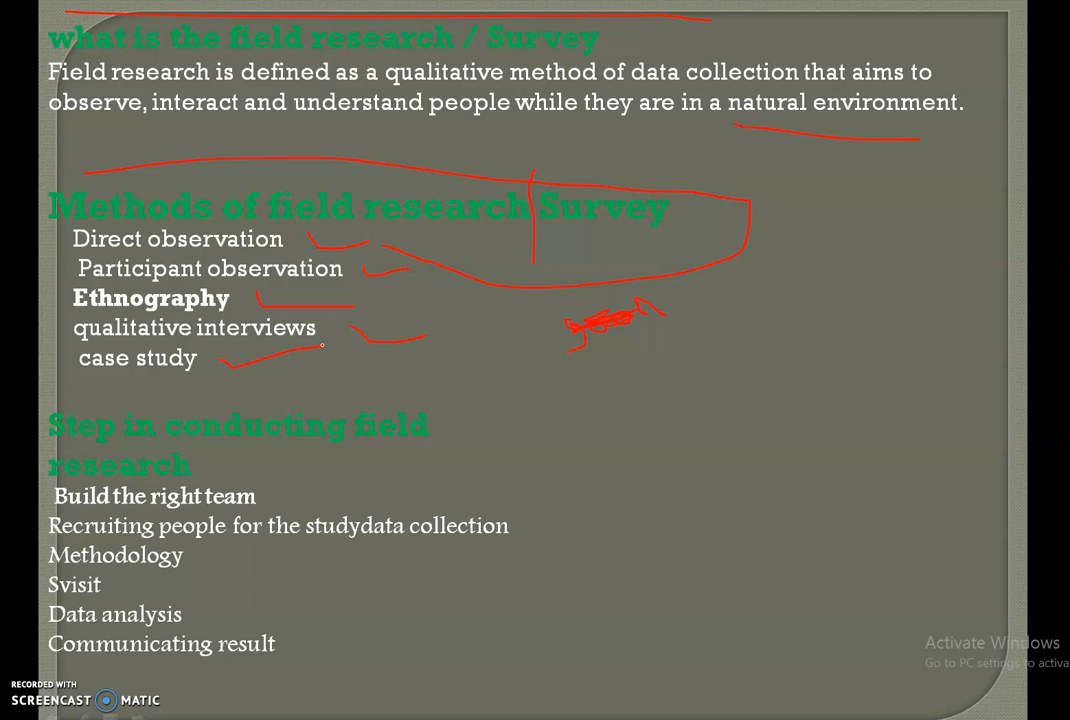 what is the field research / Survey
Field research is defined as a qualitative method of data collection that aims to
observe, interact and understand people while they are in a natural environment.
Methods of field research Survey
Direct observation
Participant observation
Ethnography
qualitative interviews
case study
Step in conducting field
research
Build the right team
Recruiting people for the studydata collection
Methodology
Svisit
Data analysis
Communicating result
Activate Windows
Go to PC settings to activa
RECORDED WITH
SCREENCAST MATIC